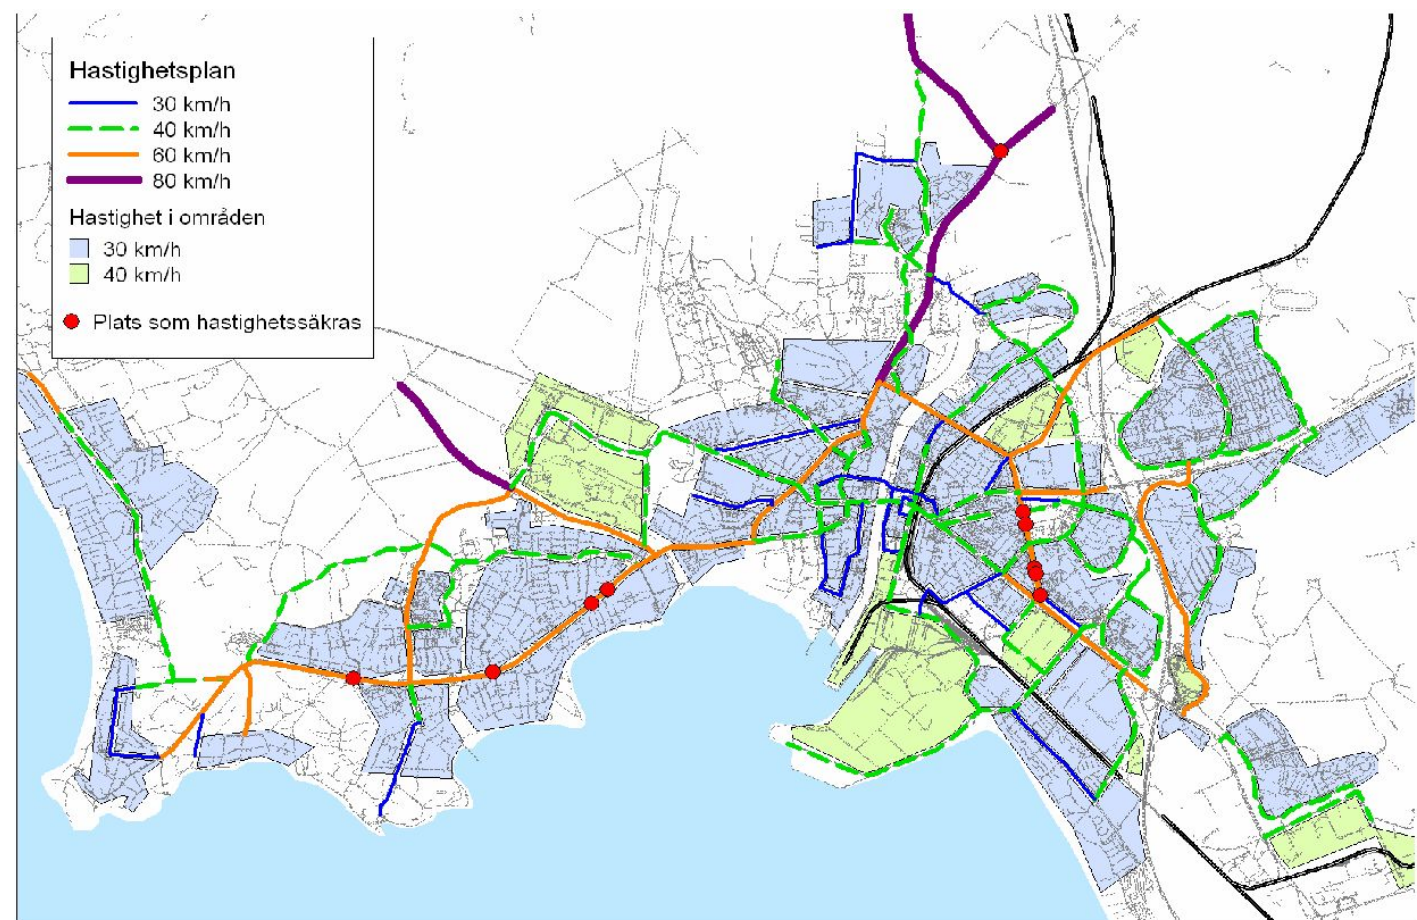 Hastighetsplan
30 km/h
40 km/h
60 km/h
80 km/h
Hastighet i områden
30 km/h
40 km/h
Plats som hastighetssäkras